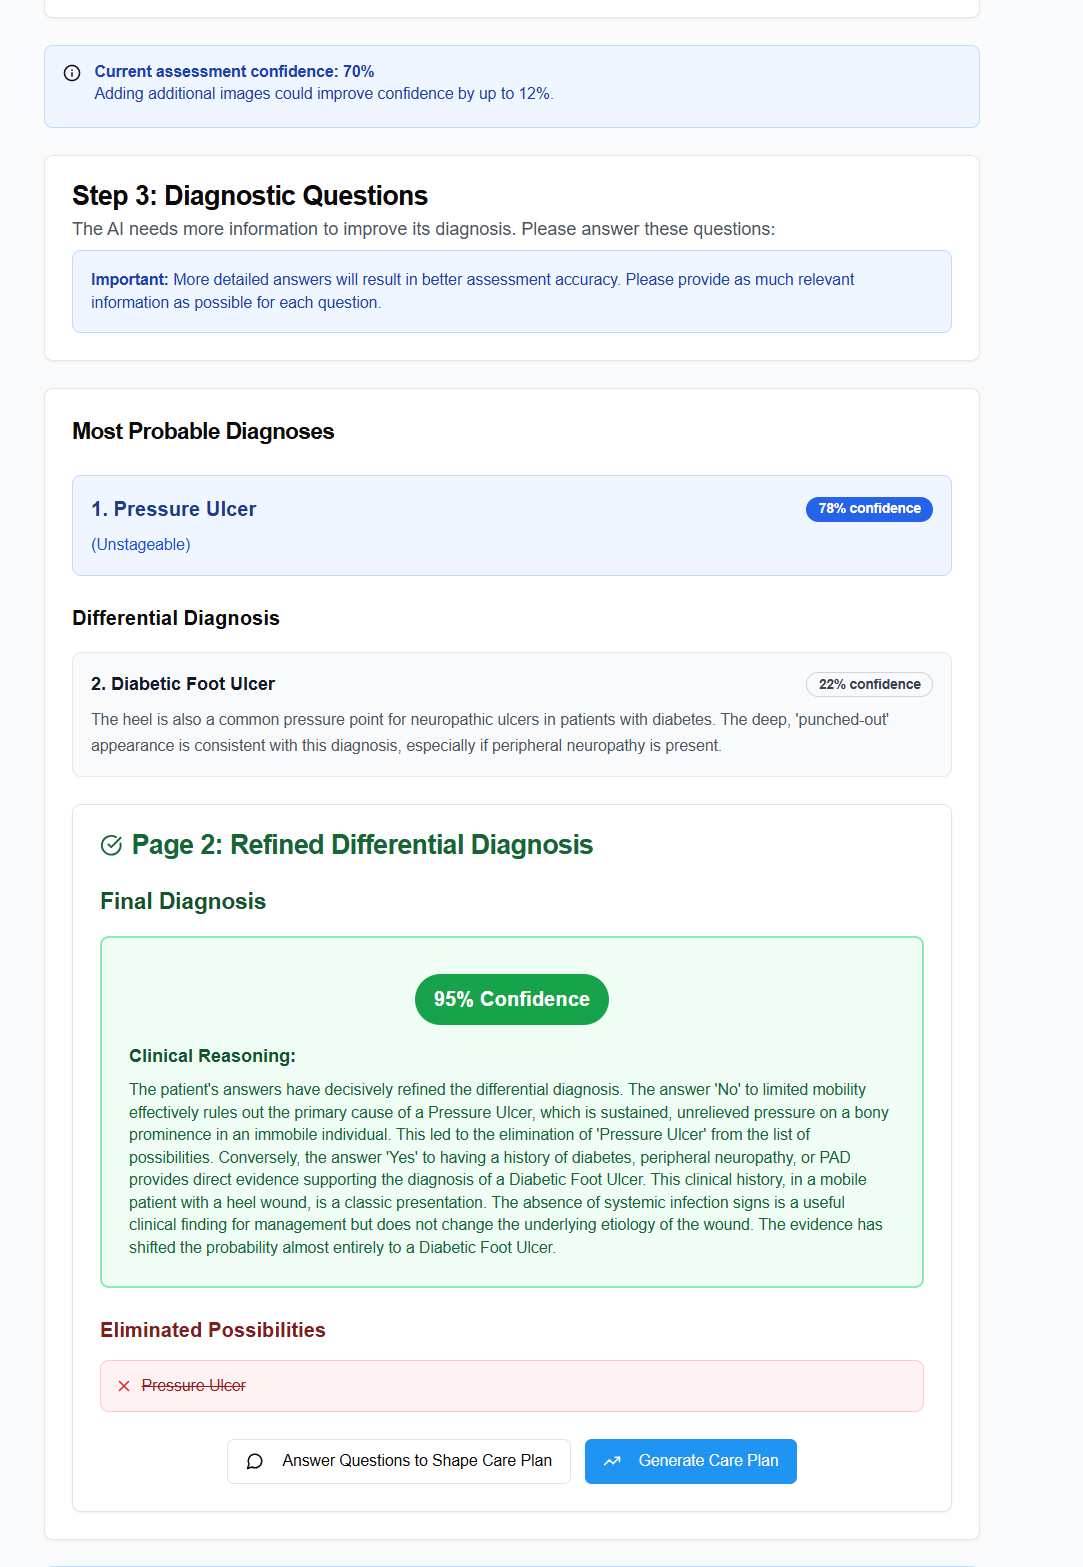 Current assessment confidence: 70%
Adding additional images could improve confidence by up to 12%.
Step 3: Diagnostic Questions
The AI needs more information to improve its diagnosis. Please answer these questions:
Important: More detailed answers will result in better assessment accuracy. Please provide as much relevant
information as possible for each question.
Most Probable Diagnoses
1. Pressure Ulcer
78% confidence
(Unstageable)
Differential Diagnosis
2. Diabetic Foot Ulcer
22% confidence
The heel is also a common pressure point for neuropathic ulcers in patients with diabetes. The deep, 'punched-out'
appearance is consistent with this diagnosis, especially if peripheral neuropathy is present.
Page 2: Refined Differential Diagnosis
Final Diagnosis
95% Confidence
Clinical Reasoning:
The patient's answers have decisively refined the differential diagnosis. The answer 'No' to limited mobility
effectively rules out the primary cause of a Pressure Ulcer, which is sustained, unrelieved pressure on a bony
prominence in an immobile individual. This led to the elimination of 'Pressure Ulcer' from the list of
possibilities. Conversely, the answer 'Yes' to having a history of diabetes, peripheral neuropathy, or PAD
provides direct evidence supporting the diagnosis of a Diabetic Foot Ulcer. This clinical history, in a mobile
patient with a heel wound, is a classic presentation. The absence of systemic infection signs is a useful
clinical finding for management but does not change the underlying etiology of the wound. The evidence has
shifted the probability almost entirely to a Diabetic Foot Ulcer.
Eliminated Possibilities
Pressure Ulcer
Answer Questions to Shape Care Plan
Generate Care Plan